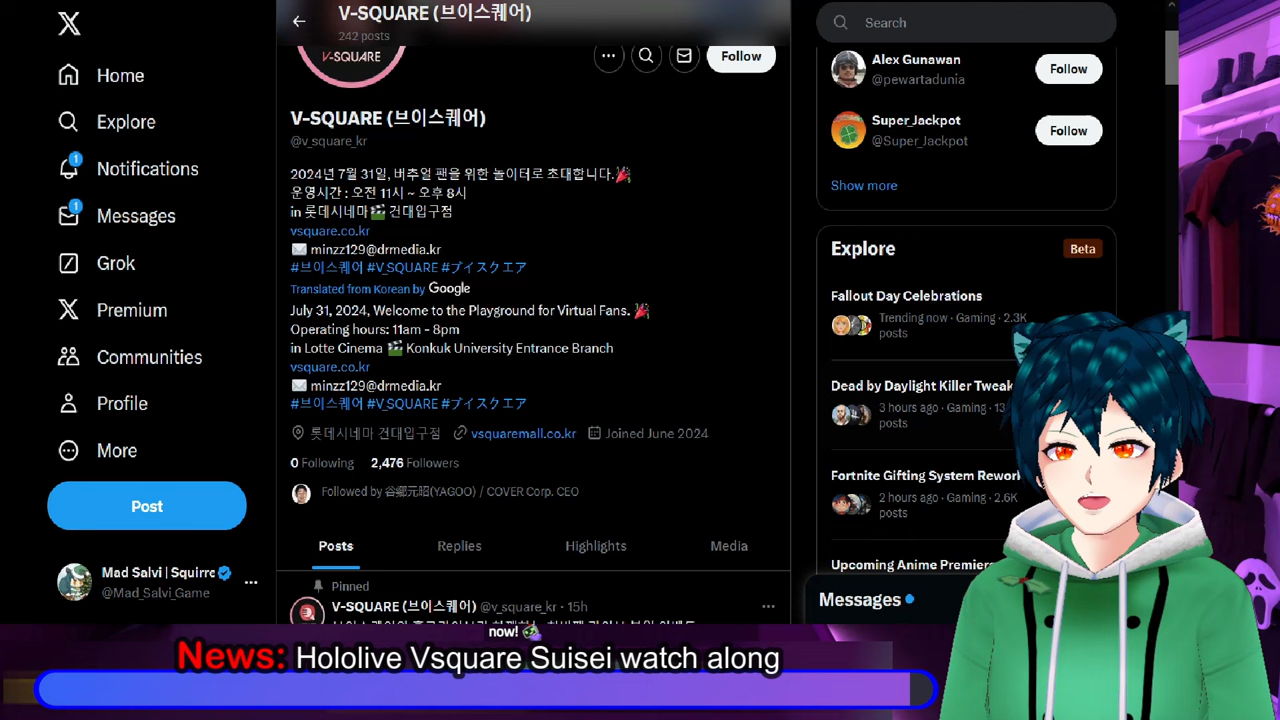 V-SQUARE (브이스퀘어)
242 posts
V-SQUARE
Follow
V-SQUARE (브이스퀘어)
@v_square_kr
2024년 7월 31일, 버추얼 팬을 위한 놀이터로 초대합니다.🎉
운영시간 : 오전 11시 ~ 오후 8시
in 롯데시네마🎬 건대입구점
vsquare.co.kr
✉️ minzz129@drmedia.kr
#브이스퀘어 #V_SQUARE #ブイスクエア
Translated from Korean by Google
July 31, 2024, Welcome to the Playground for Virtual Fans. 🎉
Operating hours: 11am - 8pm
in Lotte Cinema 🎬 Konkuk University Entrance Branch
vsquare.co.kr
✉️ minzz129@drmedia.kr
#브이스퀘어 #V_SQUARE #ブイスクエア
롯데시네마 건대입구점 vsquaremall.co.kr Joined June 2024
0 Following 2,476 Followers
Followed by 谷郷元昭(YAGOO) / COVER Corp. CEO
Posts Replies Highlights Media
Pinned
V-SQUARE (브이스퀘어) @v_square_kr · 15h
Home
Explore
1
Notifications
1
Messages
Grok
Premium
Communities
Profile
More
Post
Mad Salvi | Squirre
@Mad_Salvi_Game
Search
Alex Gunawan
@pewartadunia
Follow
Super_Jackpot
@Super_Jackpot
Follow
Show more
Explore Beta
Fallout Day Celebrations
Trending now · Gaming · 2.3K
posts
Dead by Daylight Killer Tweak
3 hours ago · Gaming · 13
posts
Fortnite Gifting System Rework
2 hours ago · Gaming · 2.6K
posts
Upcoming Anime Premiere
Messages
now!
News: Hololive Vsquare Suisei watch along